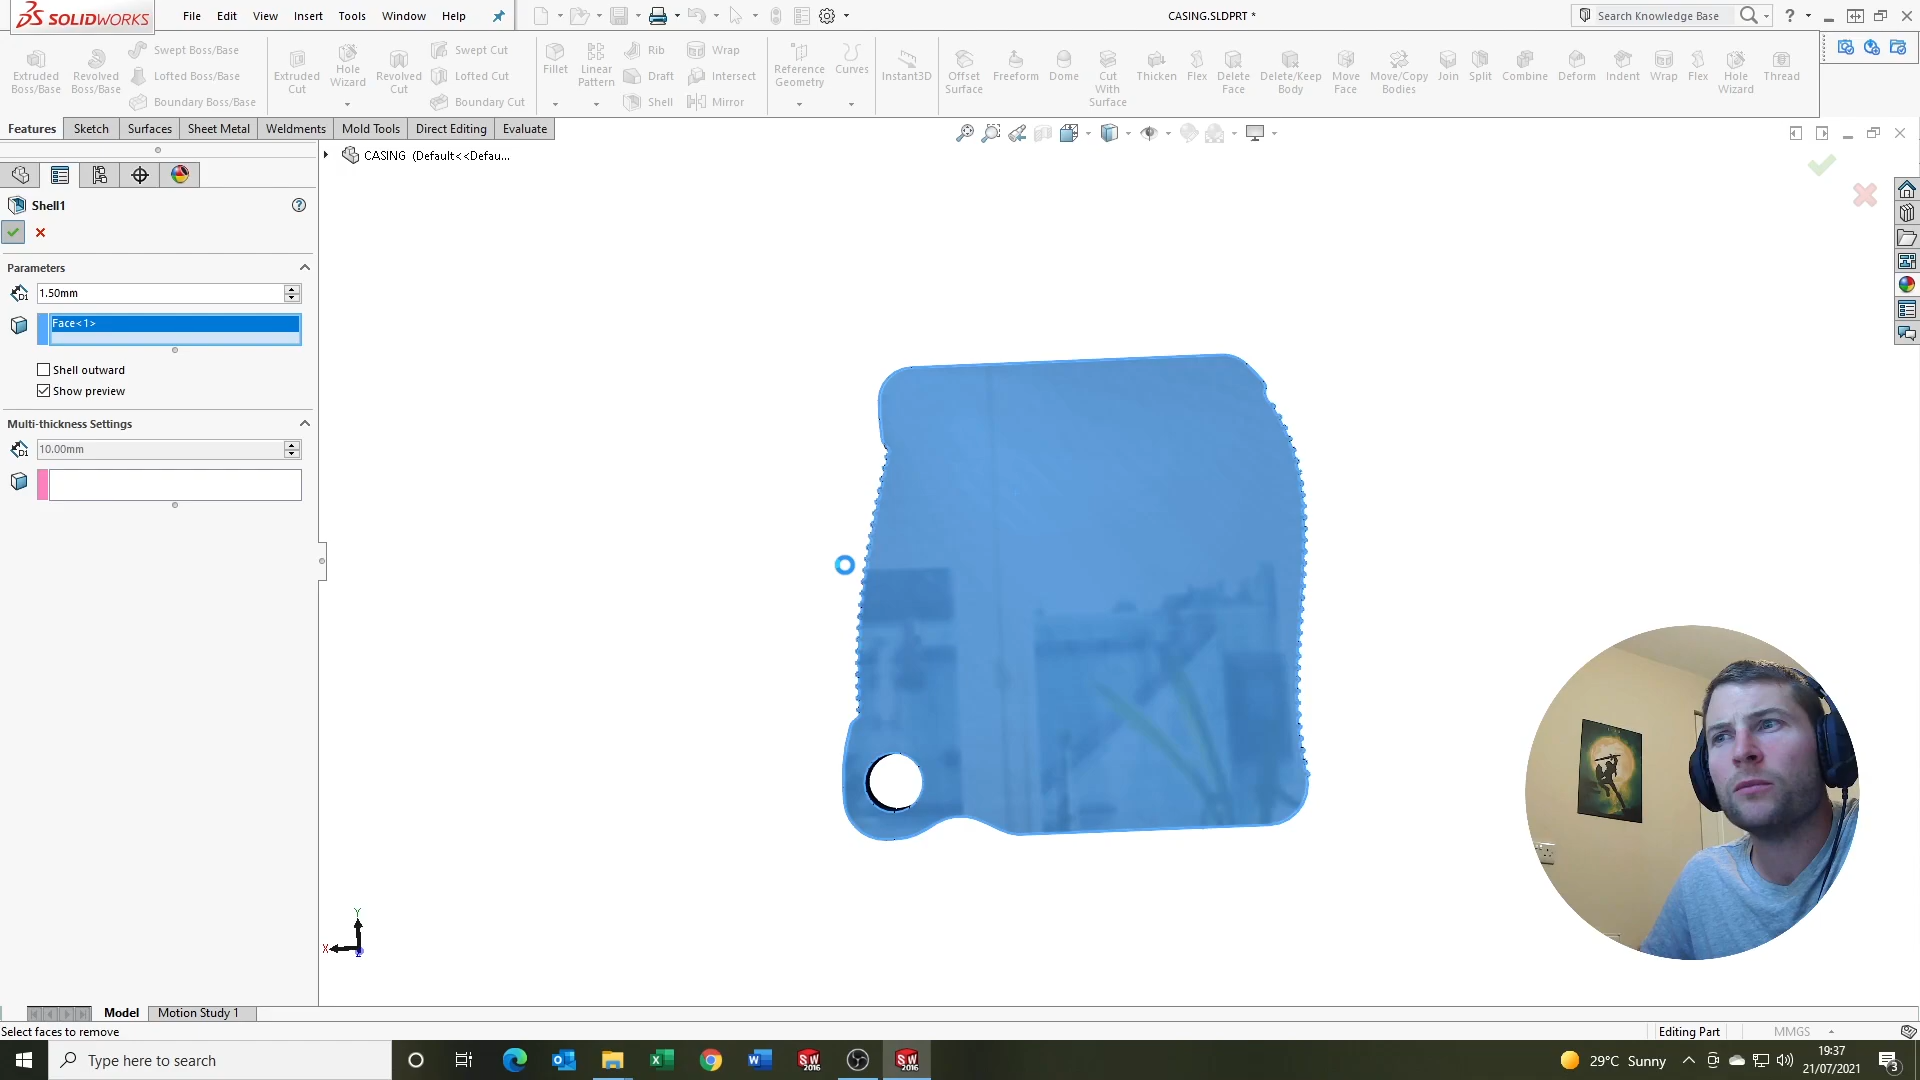 SOLIDWORKS
File Edit View Insert Tools Window Help
CASING.SLDPRT *
Search Knowledge Base
Extruded Boss/Base
Revolved Boss/Base
Swept Boss/Base
Lofted Boss/Base
Boundary Boss/Base
Extruded Cut
Hole Wizard
Revolved Cut
Swept Cut
Lofted Cut
Boundary Cut
Fillet
Linear Pattern
Rib
Draft
Shell
Wrap
Intersect
Mirror
Reference Geometry
Curves
Instant3D
Offset Surface
Freeform
Dome
Cut With Surface
Thicken
Flex
Delete Face
Delete/Keep Body
Move Face
Move/Copy Bodies
Join
Split
Combine
Deform
Indent
Wrap
Flex
Hole Wizard
Thread
Features Sketch Surfaces Sheet Metal Weldments Mold Tools Direct Editing Evaluate
CASING (Default<<Defau...
Shell1
Parameters
1.50mm
Face<1>
Shell outward
Show preview
Multi-thickness Settings
10.00mm
Y
X
Z
Model Motion Study 1
Select faces to remove
Editing Part
MMGS
Type here to search
29°C Sunny
19:37
21/07/2021
3